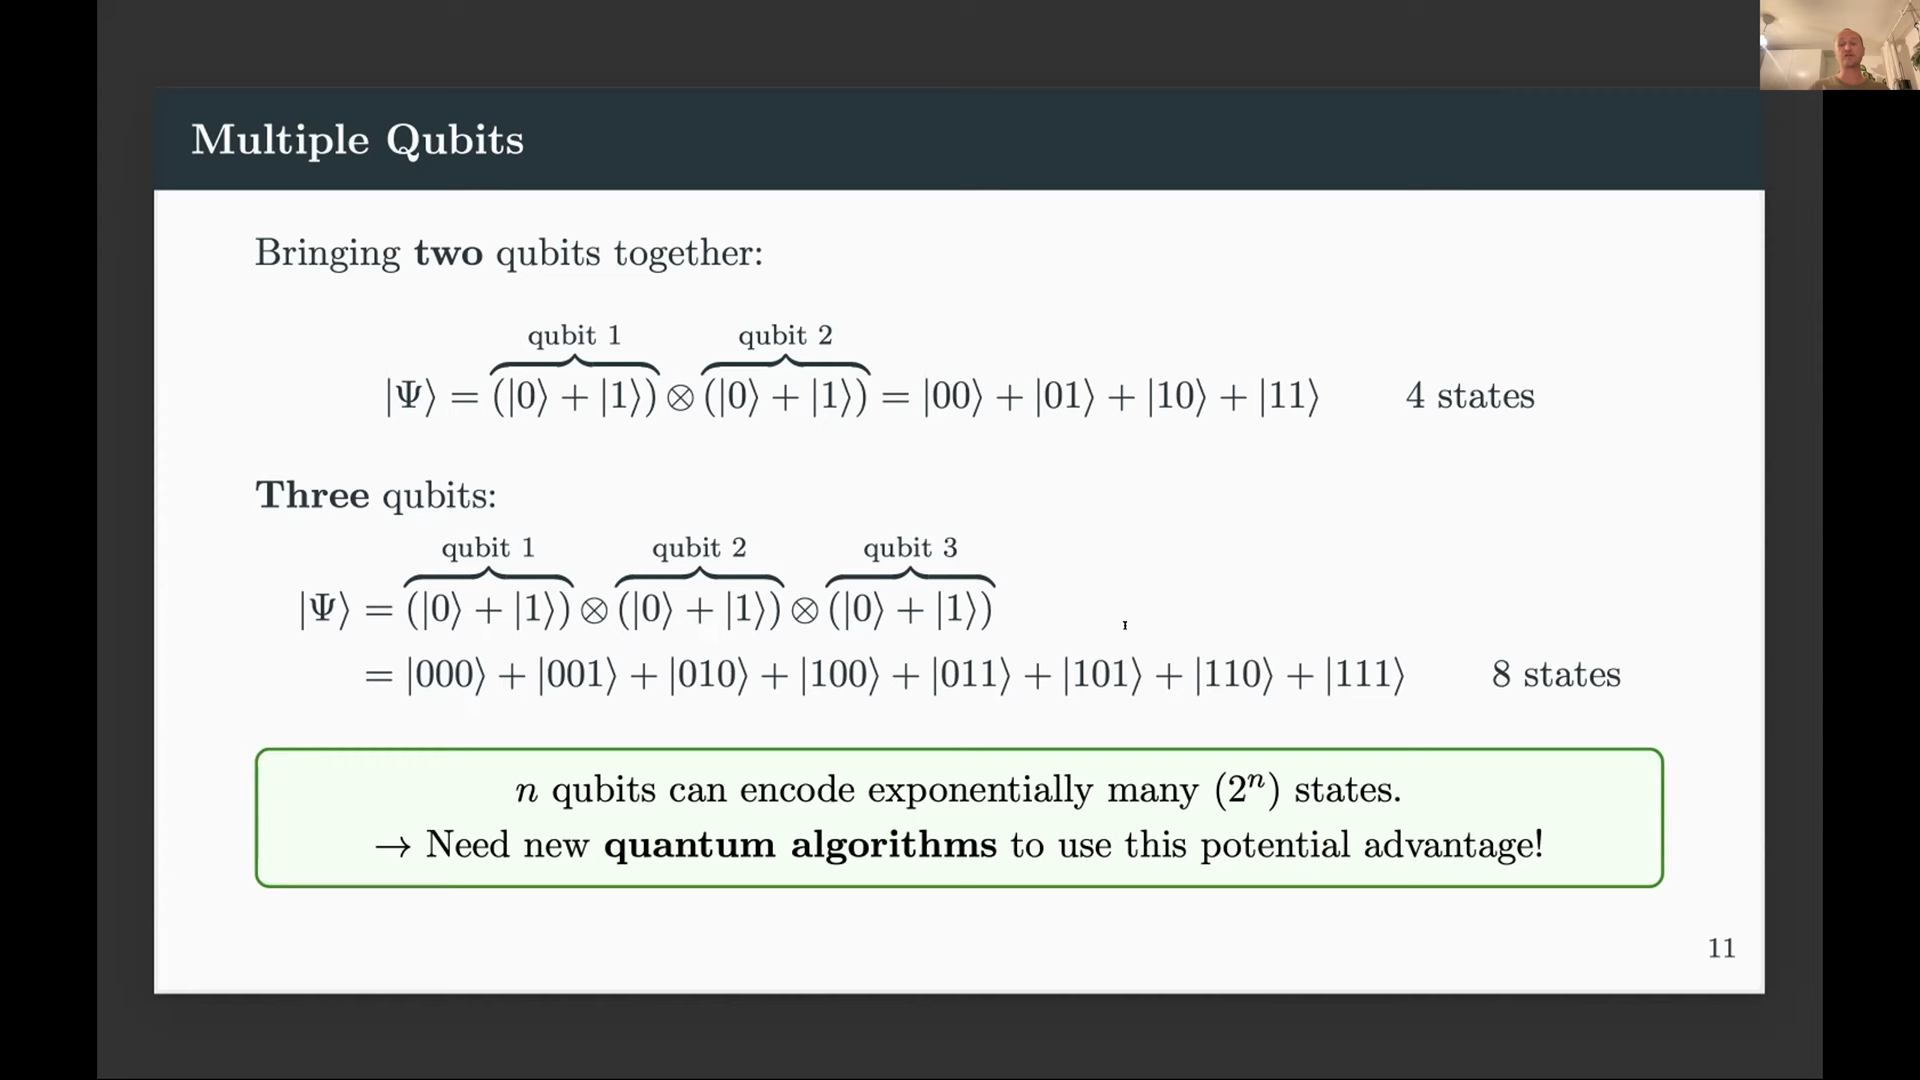 Multiple Qubits
Bringing two qubits together:
qubit 1 qubit 2
|Ψ⟩ = (|0⟩ + |1⟩) ⊗ (|0⟩ + |1⟩) = |00⟩ + |01⟩ + |10⟩ + |11⟩ 4 states
Three qubits:
qubit 1 qubit 2 qubit 3
|Ψ⟩ = (|0⟩ + |1⟩) ⊗ (|0⟩ + |1⟩) ⊗ (|0⟩ + |1⟩)
= |000⟩ + |001⟩ + |010⟩ + |100⟩ + |011⟩ + |101⟩ + |110⟩ + |111⟩ 8 states
n qubits can encode exponentially many (2ⁿ) states.
→ Need new quantum algorithms to use this potential advantage!
11